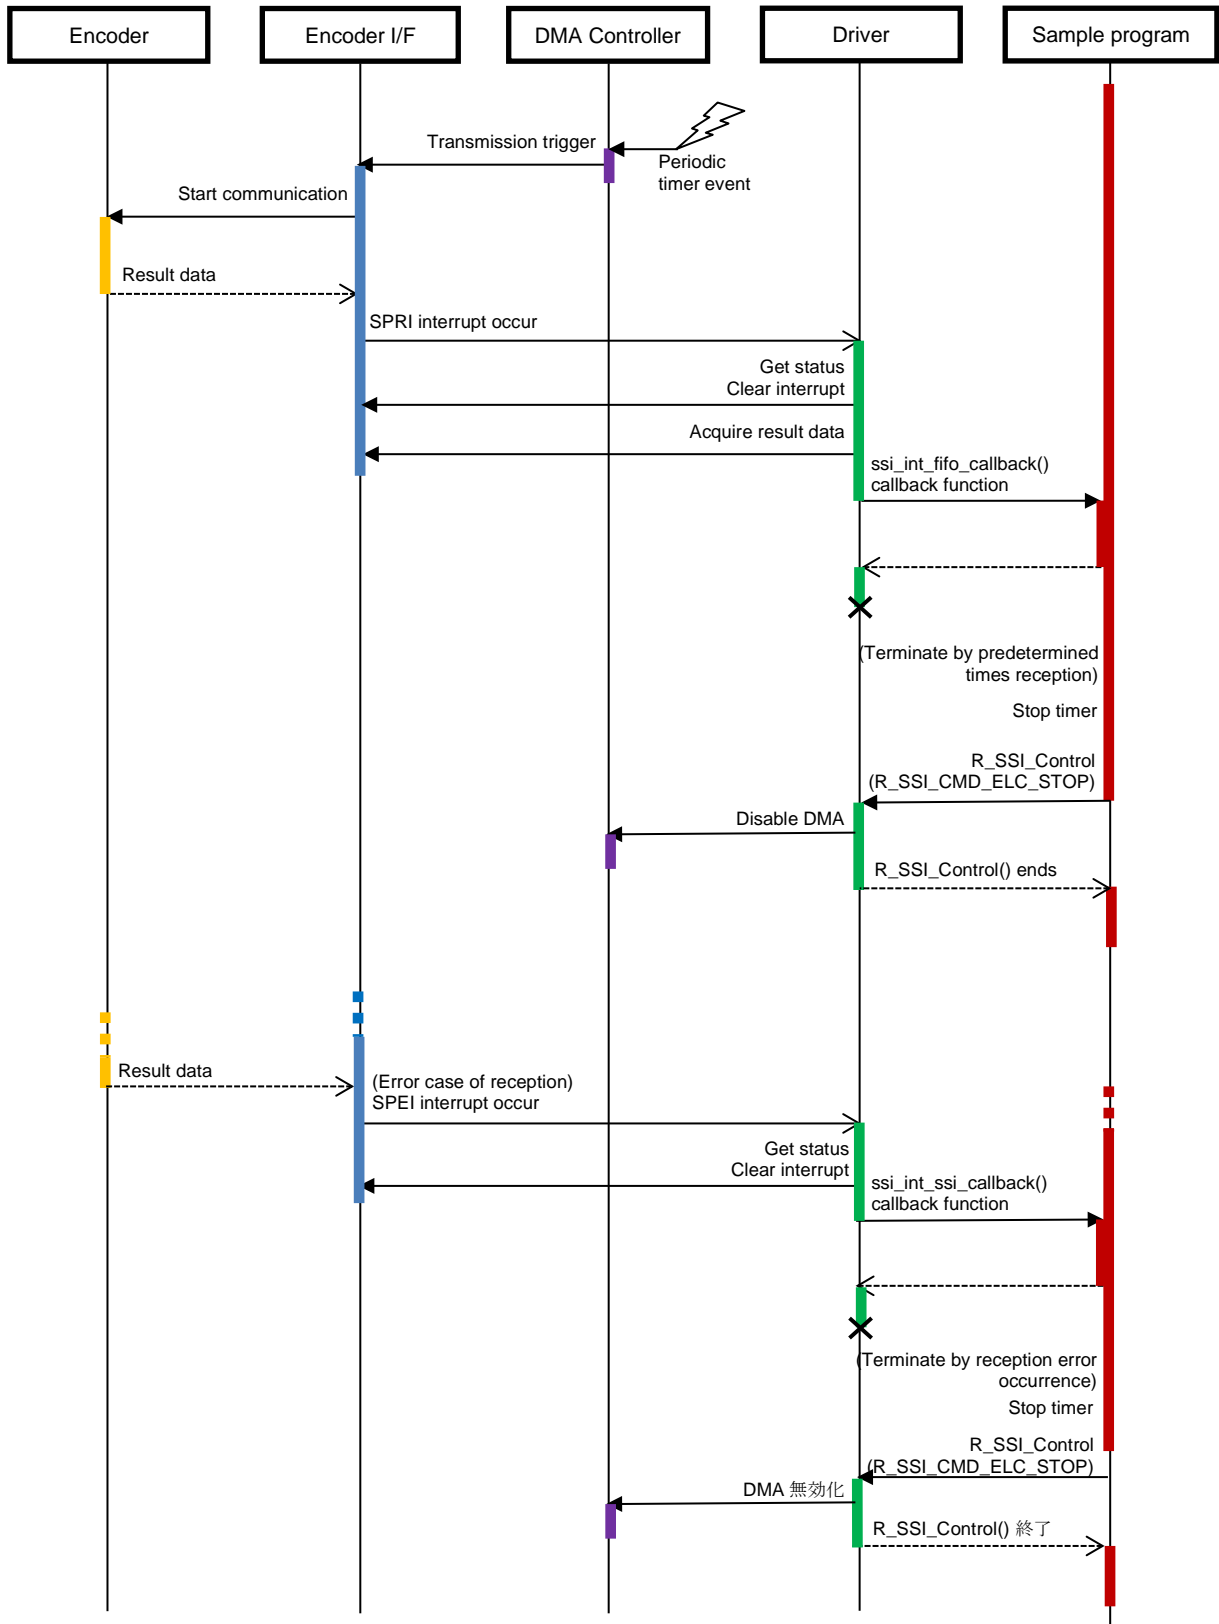 Encoder
Encoder I/F
DMA Controller
Driver
Sample program
Transmission trigger
Periodic
timer event
Start communication
Result data
SPRI interrupt occur
Get status
Clear interrupt
Acquire result data
ssi_int_fifo_callback()
callback function
(Terminate by predetermined
times reception)
Stop timer
R_SSI_Control
(R_SSI_CMD_ELC_STOP)
Disable DMA
R_SSI_Control() ends
Result data
(Error case of reception)
SPEI interrupt occur
Get status
Clear interrupt
ssi_int_ssi_callback()
callback function
(Terminate by reception error
occurrence)
Stop timer
R_SSI_Control
(R_SSI_CMD_ELC_STOP)
DMA 無効化
R_SSI_Control() 終了